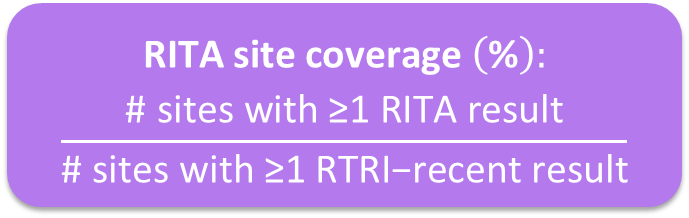 RITA site coverage (%):
# sites with ≥1 RITA result
# sites with ≥1 RTRI−recent result